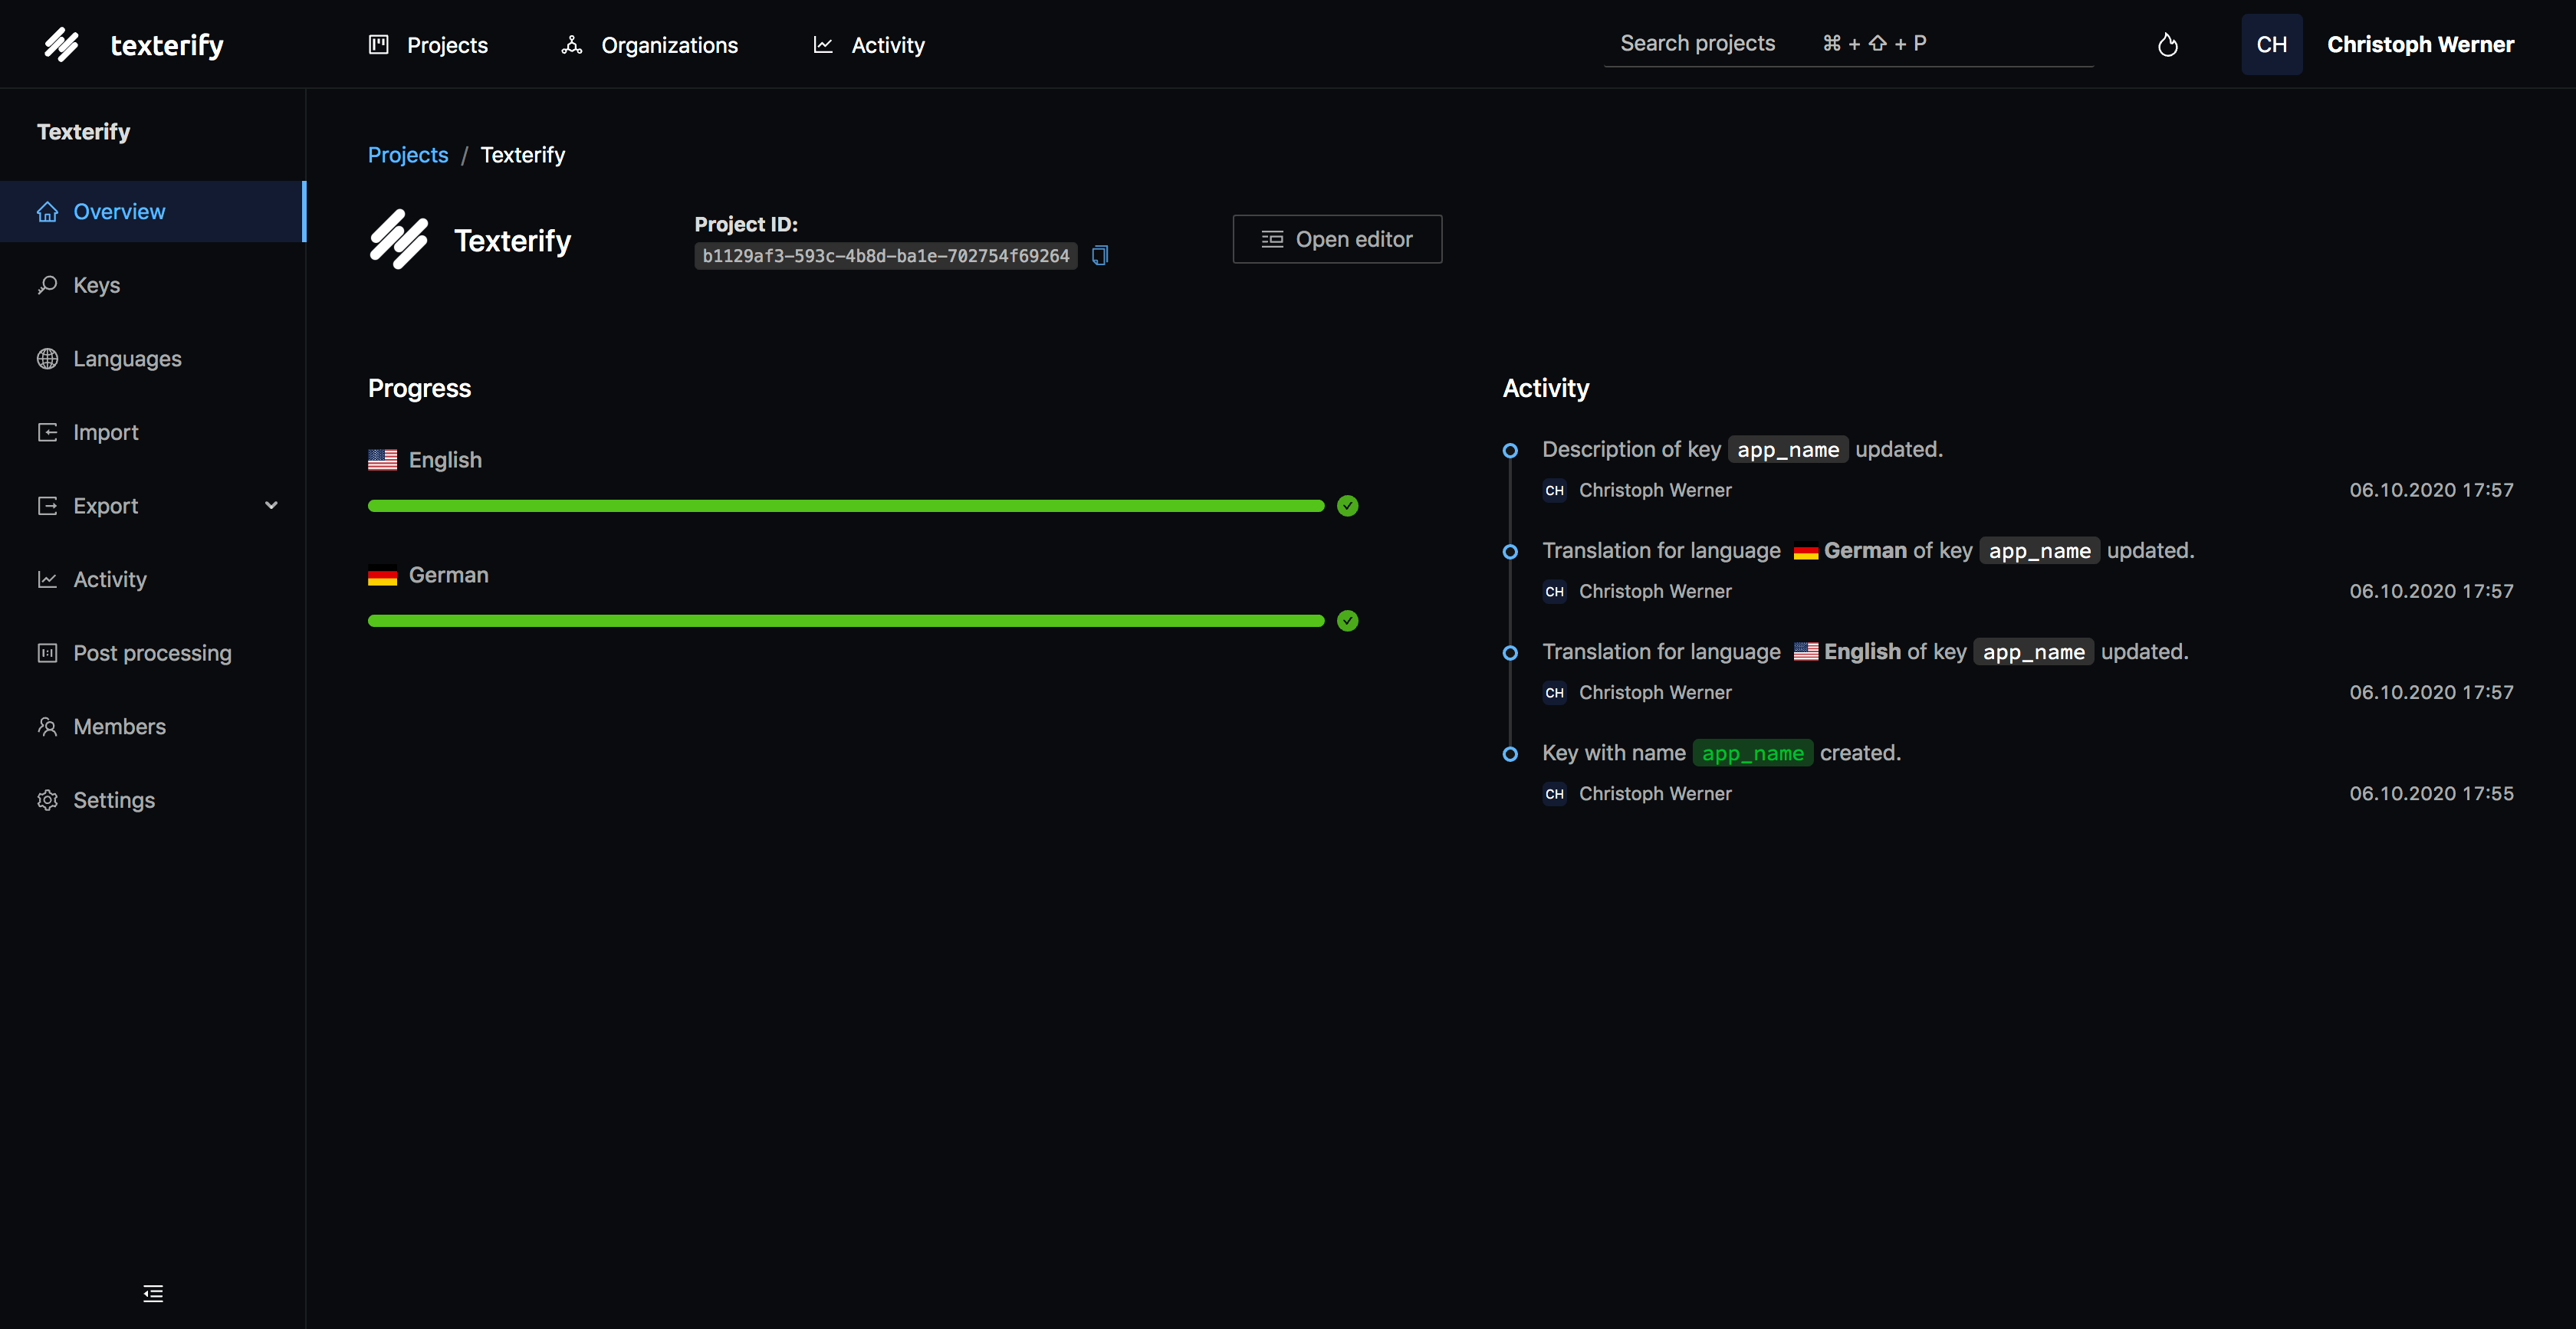 texterify
Projects
Organizations
Activity
Search projects ⌘ + ⇧ + P
CH
Christoph Werner
Texterify
Overview
Keys
Languages
Import
Export
Activity
Post processing
Members
Settings
Projects / Texterify
Texterify
Project ID:
b1129af3-593c-4b8d-ba1e-702754f69264
Open editor
Progress
English
German
Activity
Description of key app_name updated.
CH Christoph Werner 06.10.2020 17:57
Translation for language German of key app_name updated.
CH Christoph Werner 06.10.2020 17:57
Translation for language English of key app_name updated.
CH Christoph Werner 06.10.2020 17:57
Key with name app_name created.
CH Christoph Werner 06.10.2020 17:55